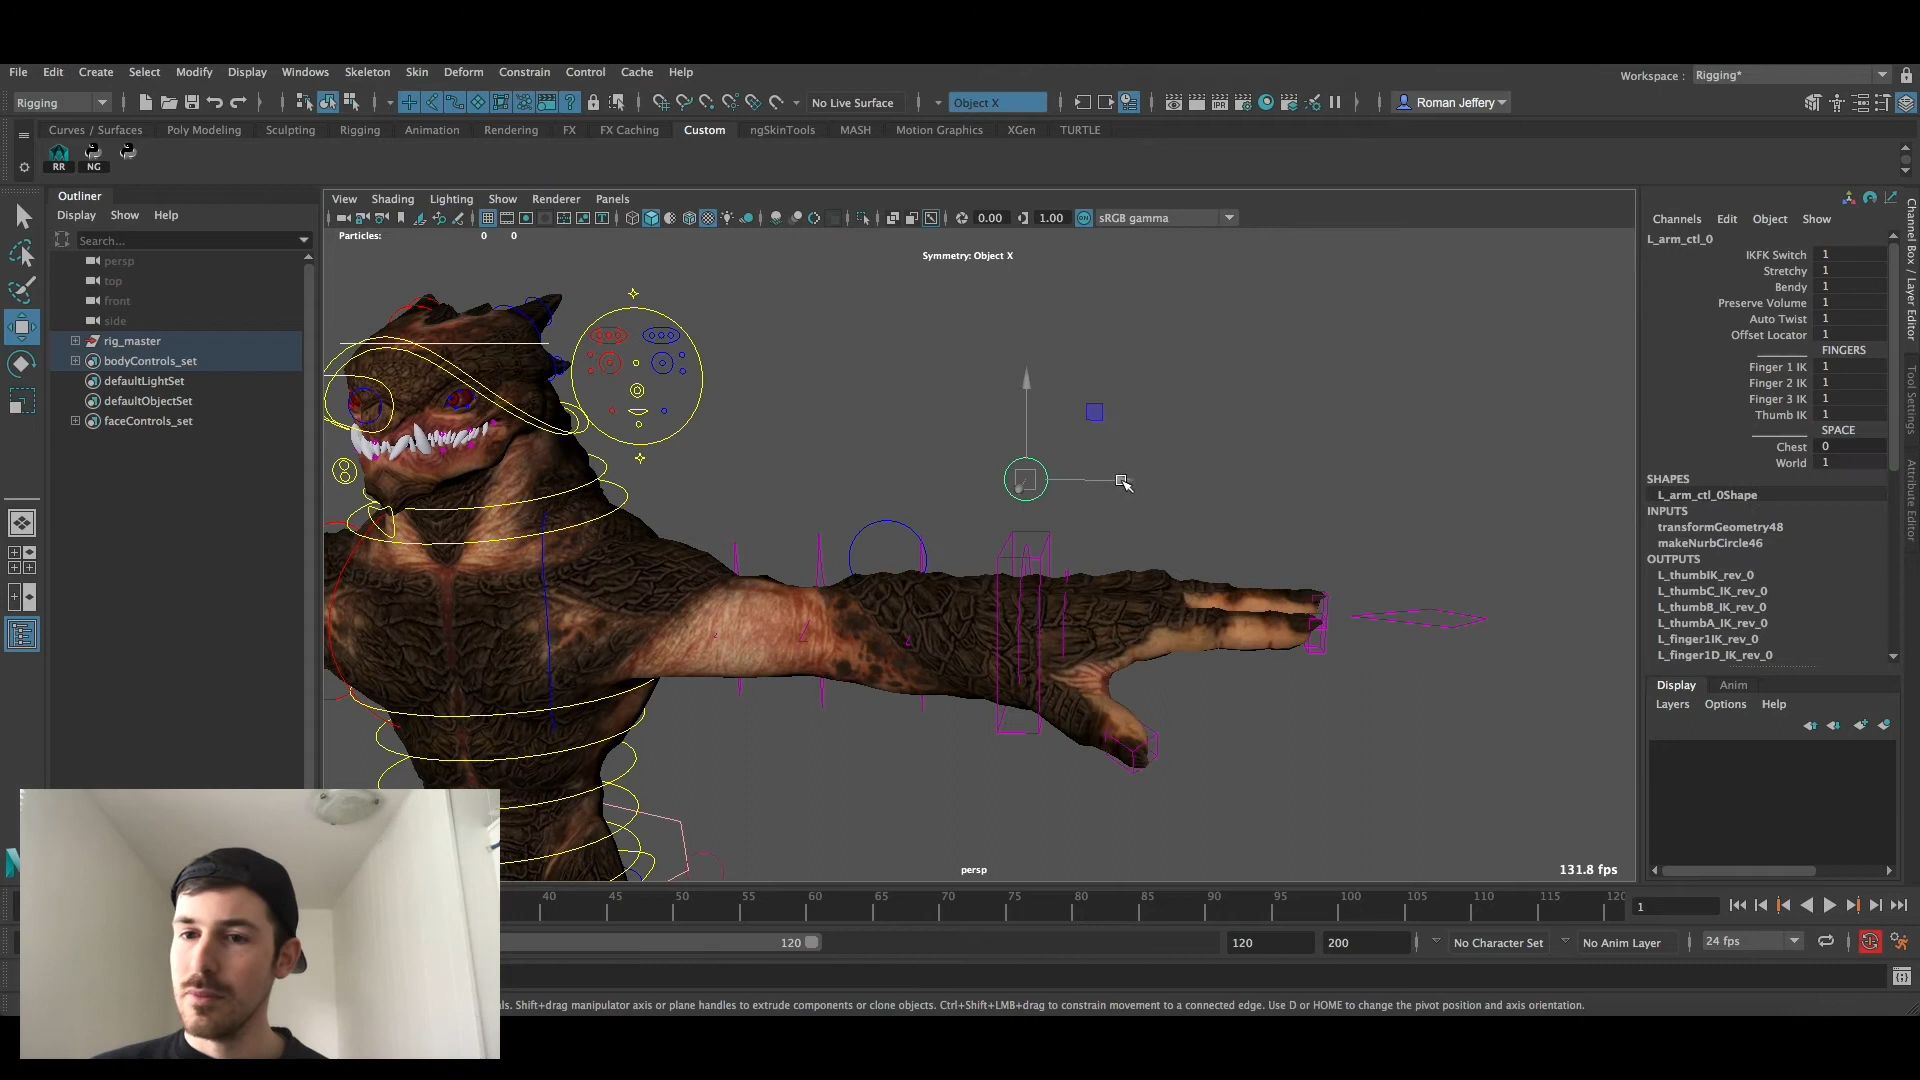 File Edit Create Select Modify Display Windows Skeleton Skin Deform Constrain Control Cache Help
Workspace : Rigging*
Rigging No Live Surface Object X IPR Roman Jeffery
Curves / Surfaces Poly Modeling Sculpting Rigging Animation Rendering FX FX Caching Custom ngSkinTools MASH Motion Graphics XGen TURTLE
RR NG
Outliner
Display Show Help
Search...
persp
top
front
side
rig_master
bodyControls_set
defaultLightSet
defaultObjectSet
faceControls_set
View Shading Lighting Show Renderer Panels
0.00 1.00 ON sRGB gamma
Particles: 0 0
Symmetry: Object X
persp
131.8 fps
Channels Edit Object Show
L_arm_ctl_0
IKFK Switch 1
Stretchy 1
Bendy 1
Preserve Volume 1
Auto Twist 1
Offset Locator 1
FINGERS
Finger 1 IK 1
Finger 2 IK 1
Finger 3 IK 1
Thumb IK 1
SPACE
Chest 0
World 1
SHAPES
L_arm_ctl_0Shape
INPUTS
transformGeometry48
makeNurbCircle46
OUTPUTS
L_thumbIK_rev_0
L_thumbC_IK_rev_0
L_thumbB_IK_rev_0
L_thumbA_IK_rev_0
L_finger1IK_rev_0
L_finger1D_IK_rev_0
Display Anim
Layers Options Help
Channel Box / Layer Editor
Tool Settings
Attribute Editor
40 45 50 55 60 65 70 75 80 85 90 95 100 105 110 115 120
1
120 120 200 No Character Set No Anim Layer 24 fps
ls. Shift+drag manipulator axis or plane handles to extrude components or clone objects. Ctrl+Shift+LMB+drag to constrain movement to a connected edge. Use D or HOME to change the pivot position and axis orientation.